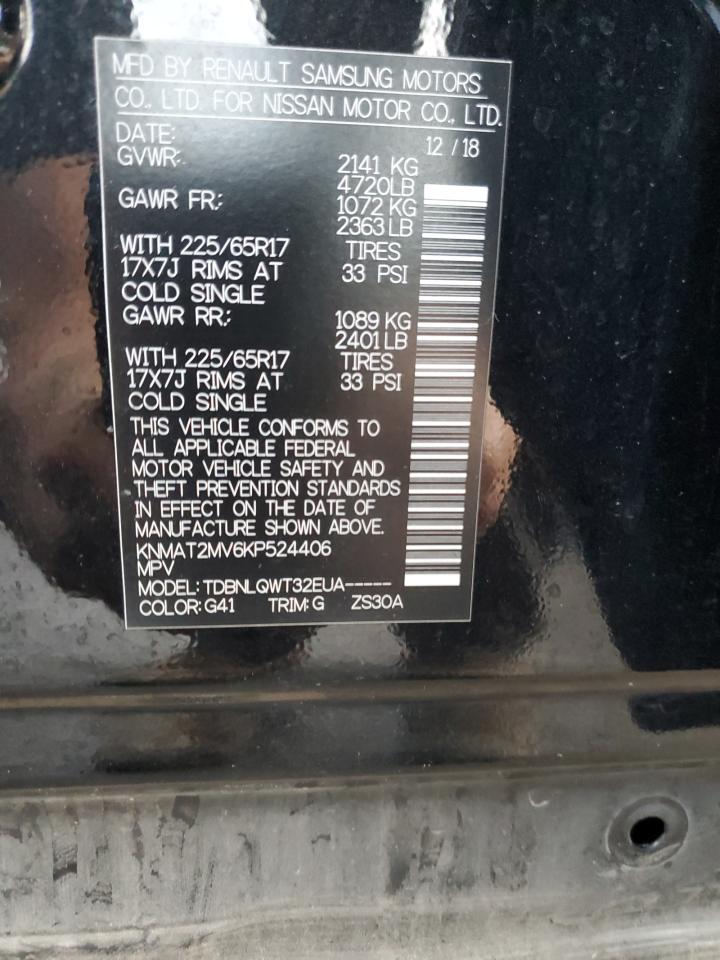 MFD BY RENAULT SAMSUNG MOTORS
CO., LTD. FOR NISSAN MOTOR CO., LTD.
DATE: 12 / 18
GVWR: 2141 KG
4720LB
GAWR FR.: 1072 KG
2363 LB
WITH 225/65R17 TIRES
17X7J RIMS AT 33 PSI
COLD SINGLE
GAWR RR.: 1089 KG
2401LB
WITH 225/65R17 TIRES
17X7J RIMS AT 33 PSI
COLD SINGLE
THIS VEHICLE CONFORMS TO
ALL APPLICABLE FEDERAL
MOTOR VEHICLE SAFETY AND
THEFT PREVENTION STANDARDS
IN EFFECT ON THE DATE OF
MANUFACTURE SHOWN ABOVE.
KNMAT2MV6KP524406
MPV
MODEL: TDBNLQWT32EUA-----
COLOR: G41 TRIM: G ZS30A